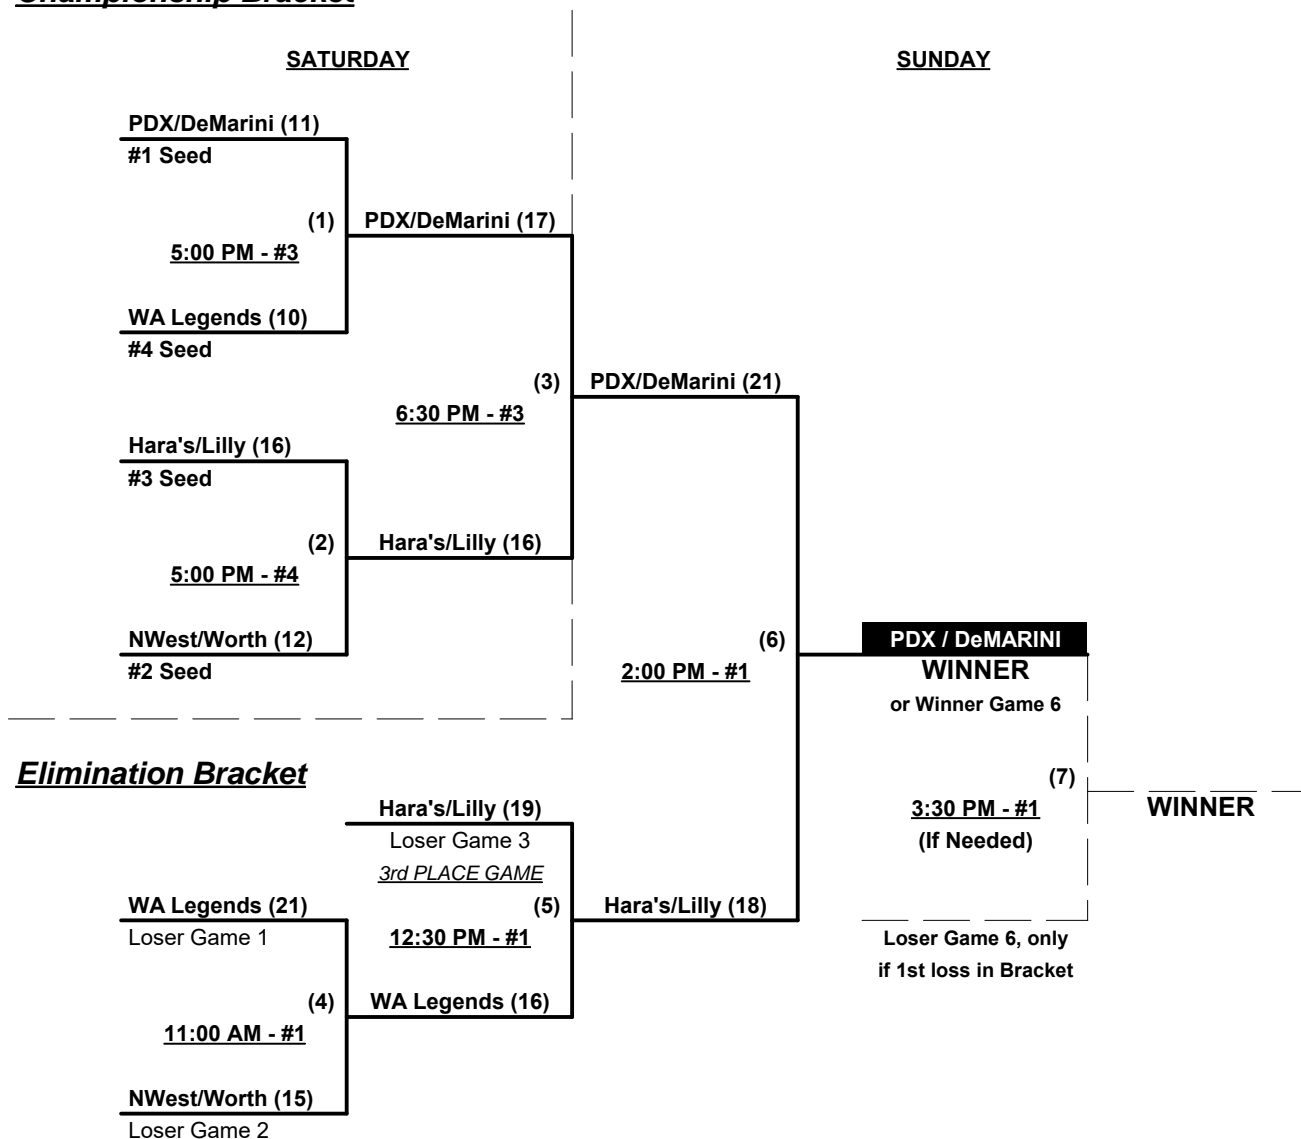 Championship Bracket
SATURDAY
SUNDAY
PDX/DeMarini (11)
#1 Seed
(1)
PDX/DeMarini (17)
5:00 PM - #3
WA Legends (10)
#4 Seed
(3)
PDX/DeMarini (21)
6:30 PM - #3
Hara's/Lilly (16)
#3 Seed
(2)
Hara's/Lilly (16)
5:00 PM - #4
NWest/Worth (12)
#2 Seed
(6)
PDX / DeMARINI
2:00 PM - #1
WINNER
or Winner Game 6
Elimination Bracket
(7)
Hara's/Lilly (19)
3:30 PM - #1
WINNER
Loser Game 3
(If Needed)
3rd PLACE GAME
WA Legends (21)
(5)
Hara's/Lilly (18)
Loser Game 1
12:30 PM - #1
Loser Game 6, only
if 1st loss in Bracket
(4)
WA Legends (16)
11:00 AM - #1
NWest/Worth (15)
Loser Game 2